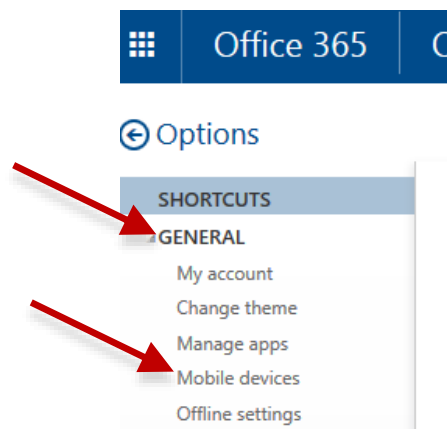 Office 365
Options
SHORTCUTS
GENERAL
My account
Change theme
Manage apps
Mobile devices
Offline settings